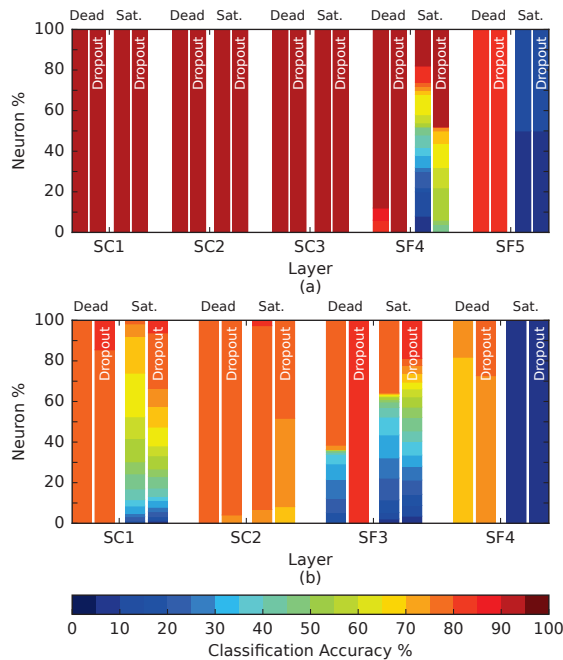 Dead Sat. Dead Sat. Dead Sat. Dead Sat. Dead Sat.
100
80
60
40
20
0
Neuron %
Dropout Dropout Dropout Dropout Dropout Dropout Dropout Dropout Dropout Dropout
SC1 SC2 SC3 SF4 SF5
Layer
(a)
Dead Sat. Dead Sat. Dead Sat. Dead Sat.
100
80
60
40
20
0
Neuron %
Dropout Dropout Dropout Dropout Dropout Dropout Dropout Dropout
SC1 SC2 SF3 SF4
Layer
(b)
0 10 20 30 40 50 60 70 80 90 100
Classification Accuracy %